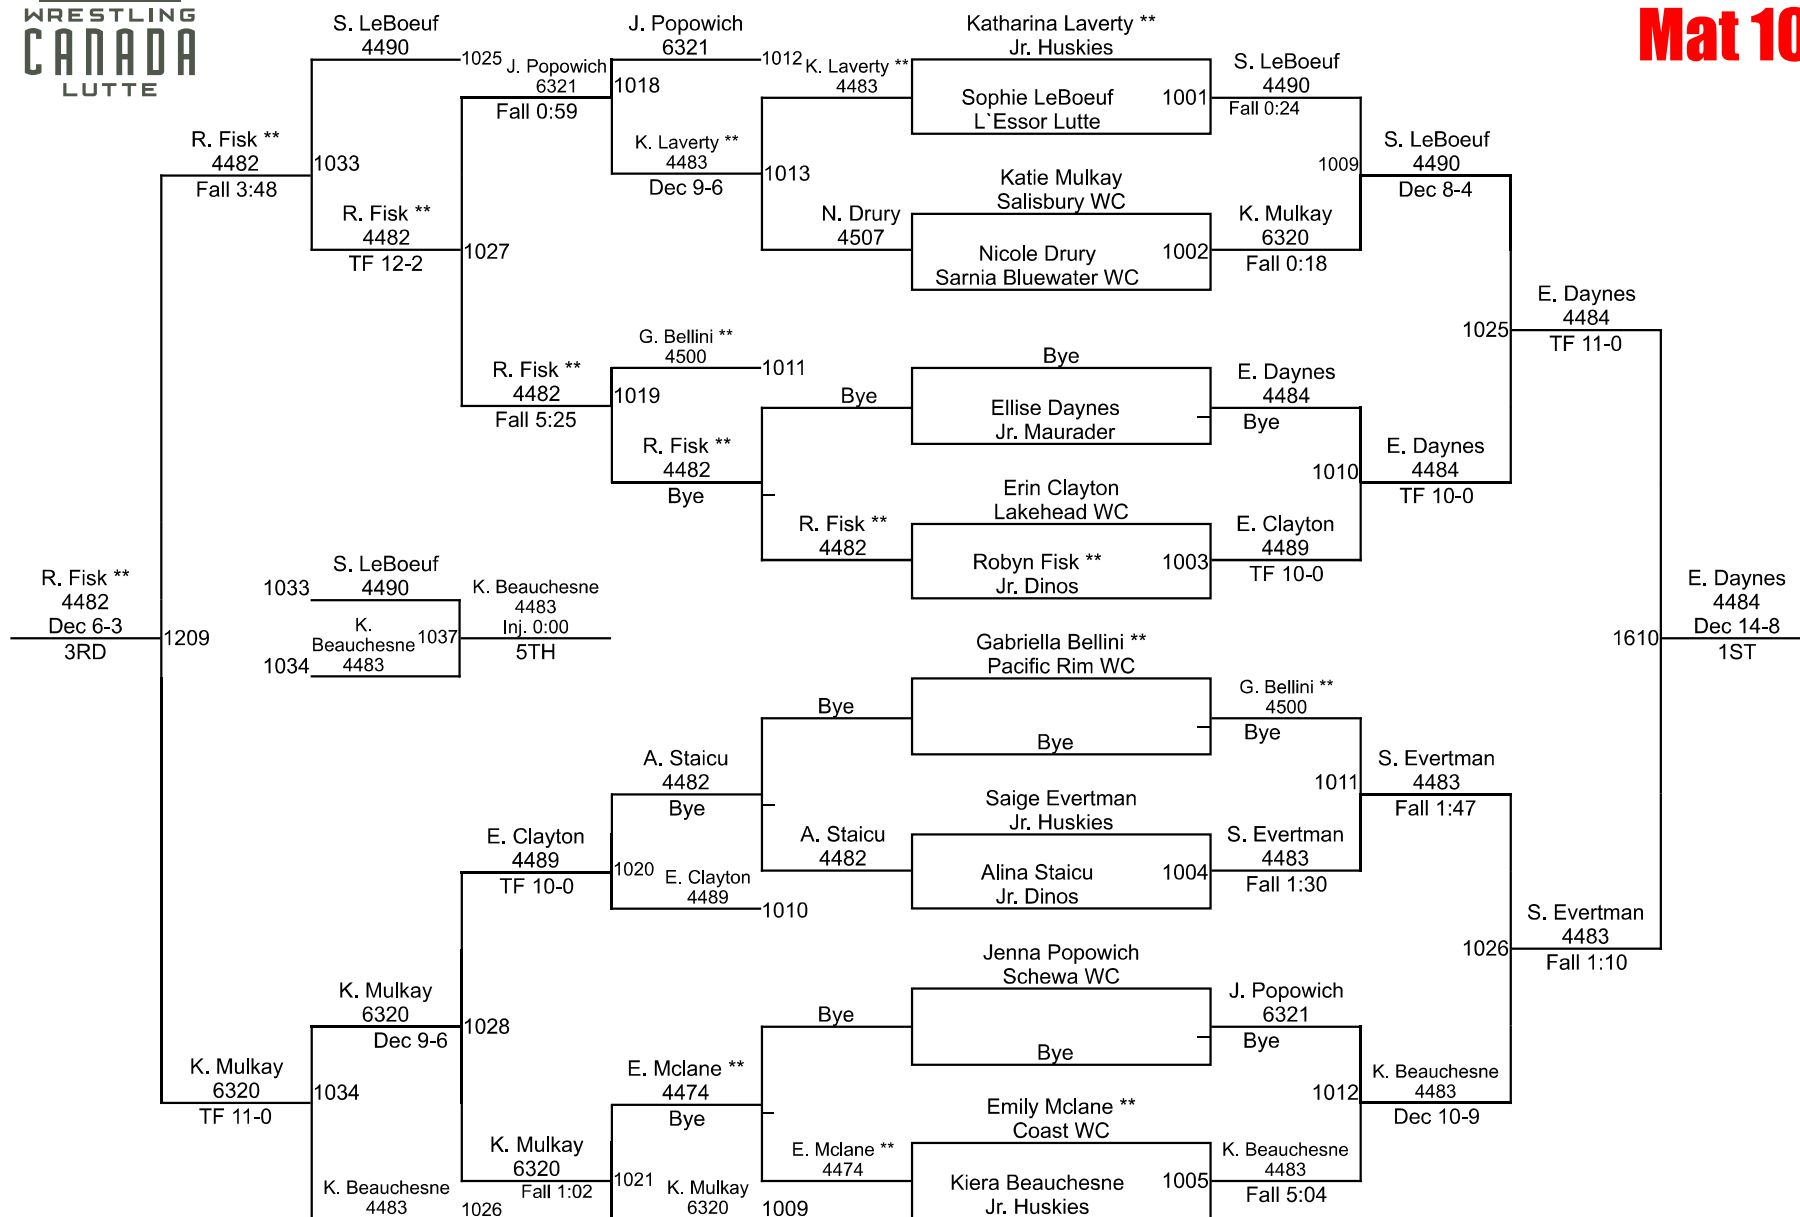 WRESTLING
CANADA
LUTTE
Mat 10
S. LeBoeuf
4490
1025
J. Popowich
6321
Fall 0:59
J. Popowich
6321
1012
1018
K. Laverty **
4483
Dec 9-6
1013
K. Laverty **
4483
Katharina Laverty **
Jr. Huskies
Sophie LeBoeuf
L`Essor Lutte
1001
S. LeBoeuf
4490
Fall 0:24
R. Fisk **
4482
Fall 3:48
1033
R. Fisk **
4482
TF 12-2
1027
N. Drury
4507
Katie Mulkay
Salisbury WC
Nicole Drury
Sarnia Bluewater WC
1002
K. Mulkay
6320
Fall 0:18
1009
S. LeBoeuf
4490
Dec 8-4
G. Bellini **
4500
1011
R. Fisk **
4482
Fall 5:25
1019
R. Fisk **
4482
Bye
Bye
Bye
Ellise Daynes
Jr. Maurader
E. Daynes
4484
Bye
1025
E. Daynes
4484
TF 11-0
R. Fisk **
4482
Erin Clayton
Lakehead WC
Robyn Fisk **
Jr. Dinos
1003
E. Clayton
4489
TF 10-0
1010
E. Daynes
4484
TF 10-0
R. Fisk **
4482
Dec 6-3
3RD
1209
1033
S. LeBoeuf
4490
K.
Beauchesne
4483
1034
1037
K. Beauchesne
4483
Inj. 0:00
5TH
1610
E. Daynes
4484
Dec 14-8
1ST
Gabriella Bellini **
Pacific Rim WC
Bye
Bye
G. Bellini **
4500
Bye
A. Staicu
4482
Bye
A. Staicu
4482
Saige Evertman
Jr. Huskies
Alina Staicu
Jr. Dinos
1004
S. Evertman
4483
Fall 1:30
1011
S. Evertman
4483
Fall 1:47
E. Clayton
4489
TF 10-0
1020
E. Clayton
4489
1010
1026
S. Evertman
4483
Fall 1:10
K. Mulkay
6320
Dec 9-6
1028
Bye
Jenna Popowich
Schewa WC
Bye
J. Popowich
6321
Bye
K. Mulkay
6320
TF 11-0
1034
E. Mclane **
4474
Bye
E. Mclane **
4474
Emily Mclane **
Coast WC
Kiera Beauchesne
Jr. Huskies
1005
K. Beauchesne
4483
Fall 5:04
1012
K. Beauchesne
4483
Dec 10-9
K. Mulkay
6320
Fall 1:02
1021
K. Mulkay
6320
1009
K. Beauchesne
4483
1026